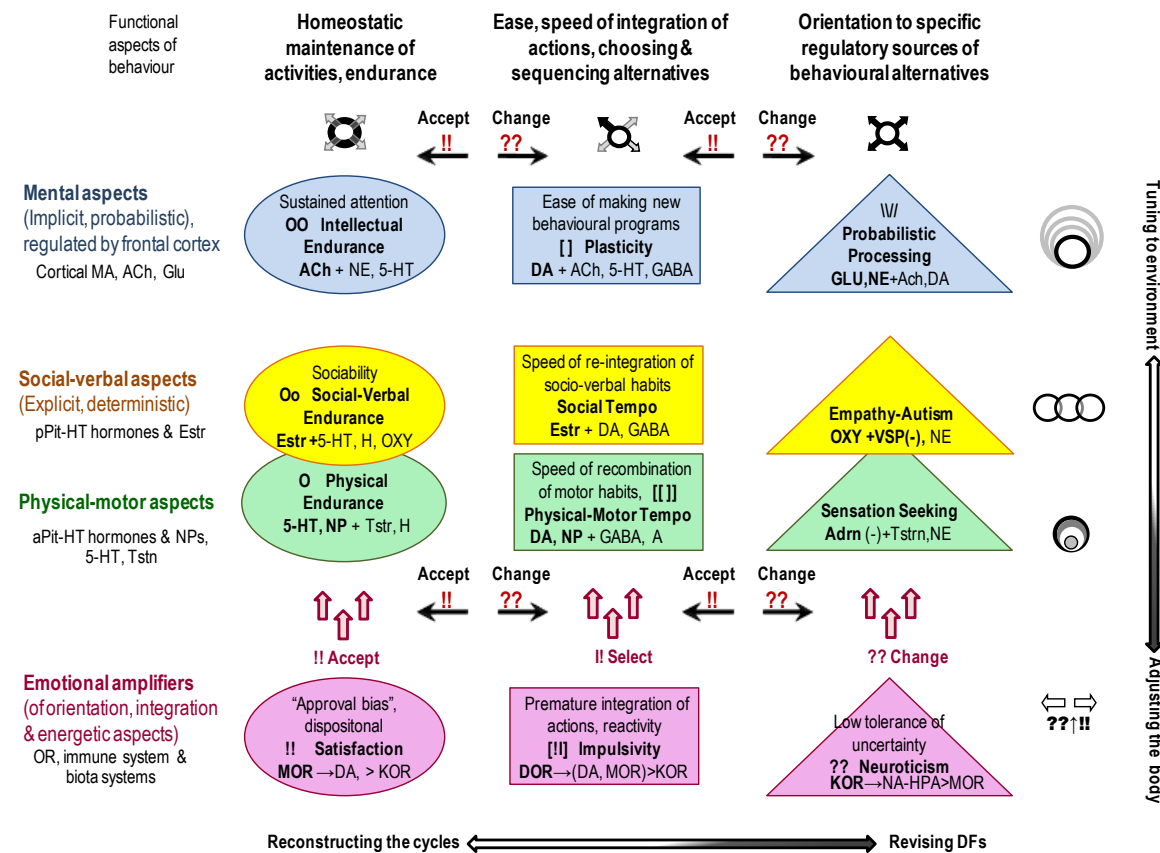 Functional
aspects of
behaviour
Homeostatic
maintenance of
activities, endurance
Ease, speed of integration of
actions, choosing &
sequencing alternatives
Orientation to specific
regulatory sources of
behavioural alternatives
Accept
!!
Change
??
Accept
!!
Change
??
Mental aspects
(Implicit, probabilistic),
regulated by frontal cortex
Cortical MA, ACh, Glu
Sustained attention
OO Intellectual
Endurance
ACh + NE, 5-HT
Ease of making new
behavioural programs
[ ] Plasticity
DA + ACh, 5-HT, GABA
\\//
Probabilistic
Processing
GLU,NE+Ach,DA
Tuning to environment
Social-verbal aspects
(Explicit, deterministic)
pPit-HT hormones & Estr
Sociability
Oo Social-Verbal
Endurance
Estr +5-HT, H, OXY
Speed of re-integration of
socio-verbal habits
Social Tempo
Estr + DA, GABA
Empathy-Autism
OXY +VSP(-), NE
Physical-motor aspects
aPit-HT hormones & NPs,
5-HT, Tstn
O Physical
Endurance
5-HT, NP + Tstr, H
Speed of recombination
of motor habits, [[ ]]
Physical-Motor Tempo
DA, NP + GABA, A
Sensation Seeking
Adrn (-)+Tstrn,NE
Accept
!!
Change
??
Accept
!!
Change
??
!! Accept
I! Select
?? Change
Emotional amplifiers
(of orientation, integration
& energetic aspects)
OR, immune system &
biota systems
“Approval bias”,
dispositonal
!! Satisfaction
MOR →DA, > KOR
Premature integration of
actions, reactivity
[!I] Impulsivity
DOR→(DA, MOR)>KOR
Low tolerance of
uncertainty
?? Neuroticism
KOR→NA-HPA>MOR
??↑!!
Adjusting the body
Reconstructing the cycles
Revising DFs